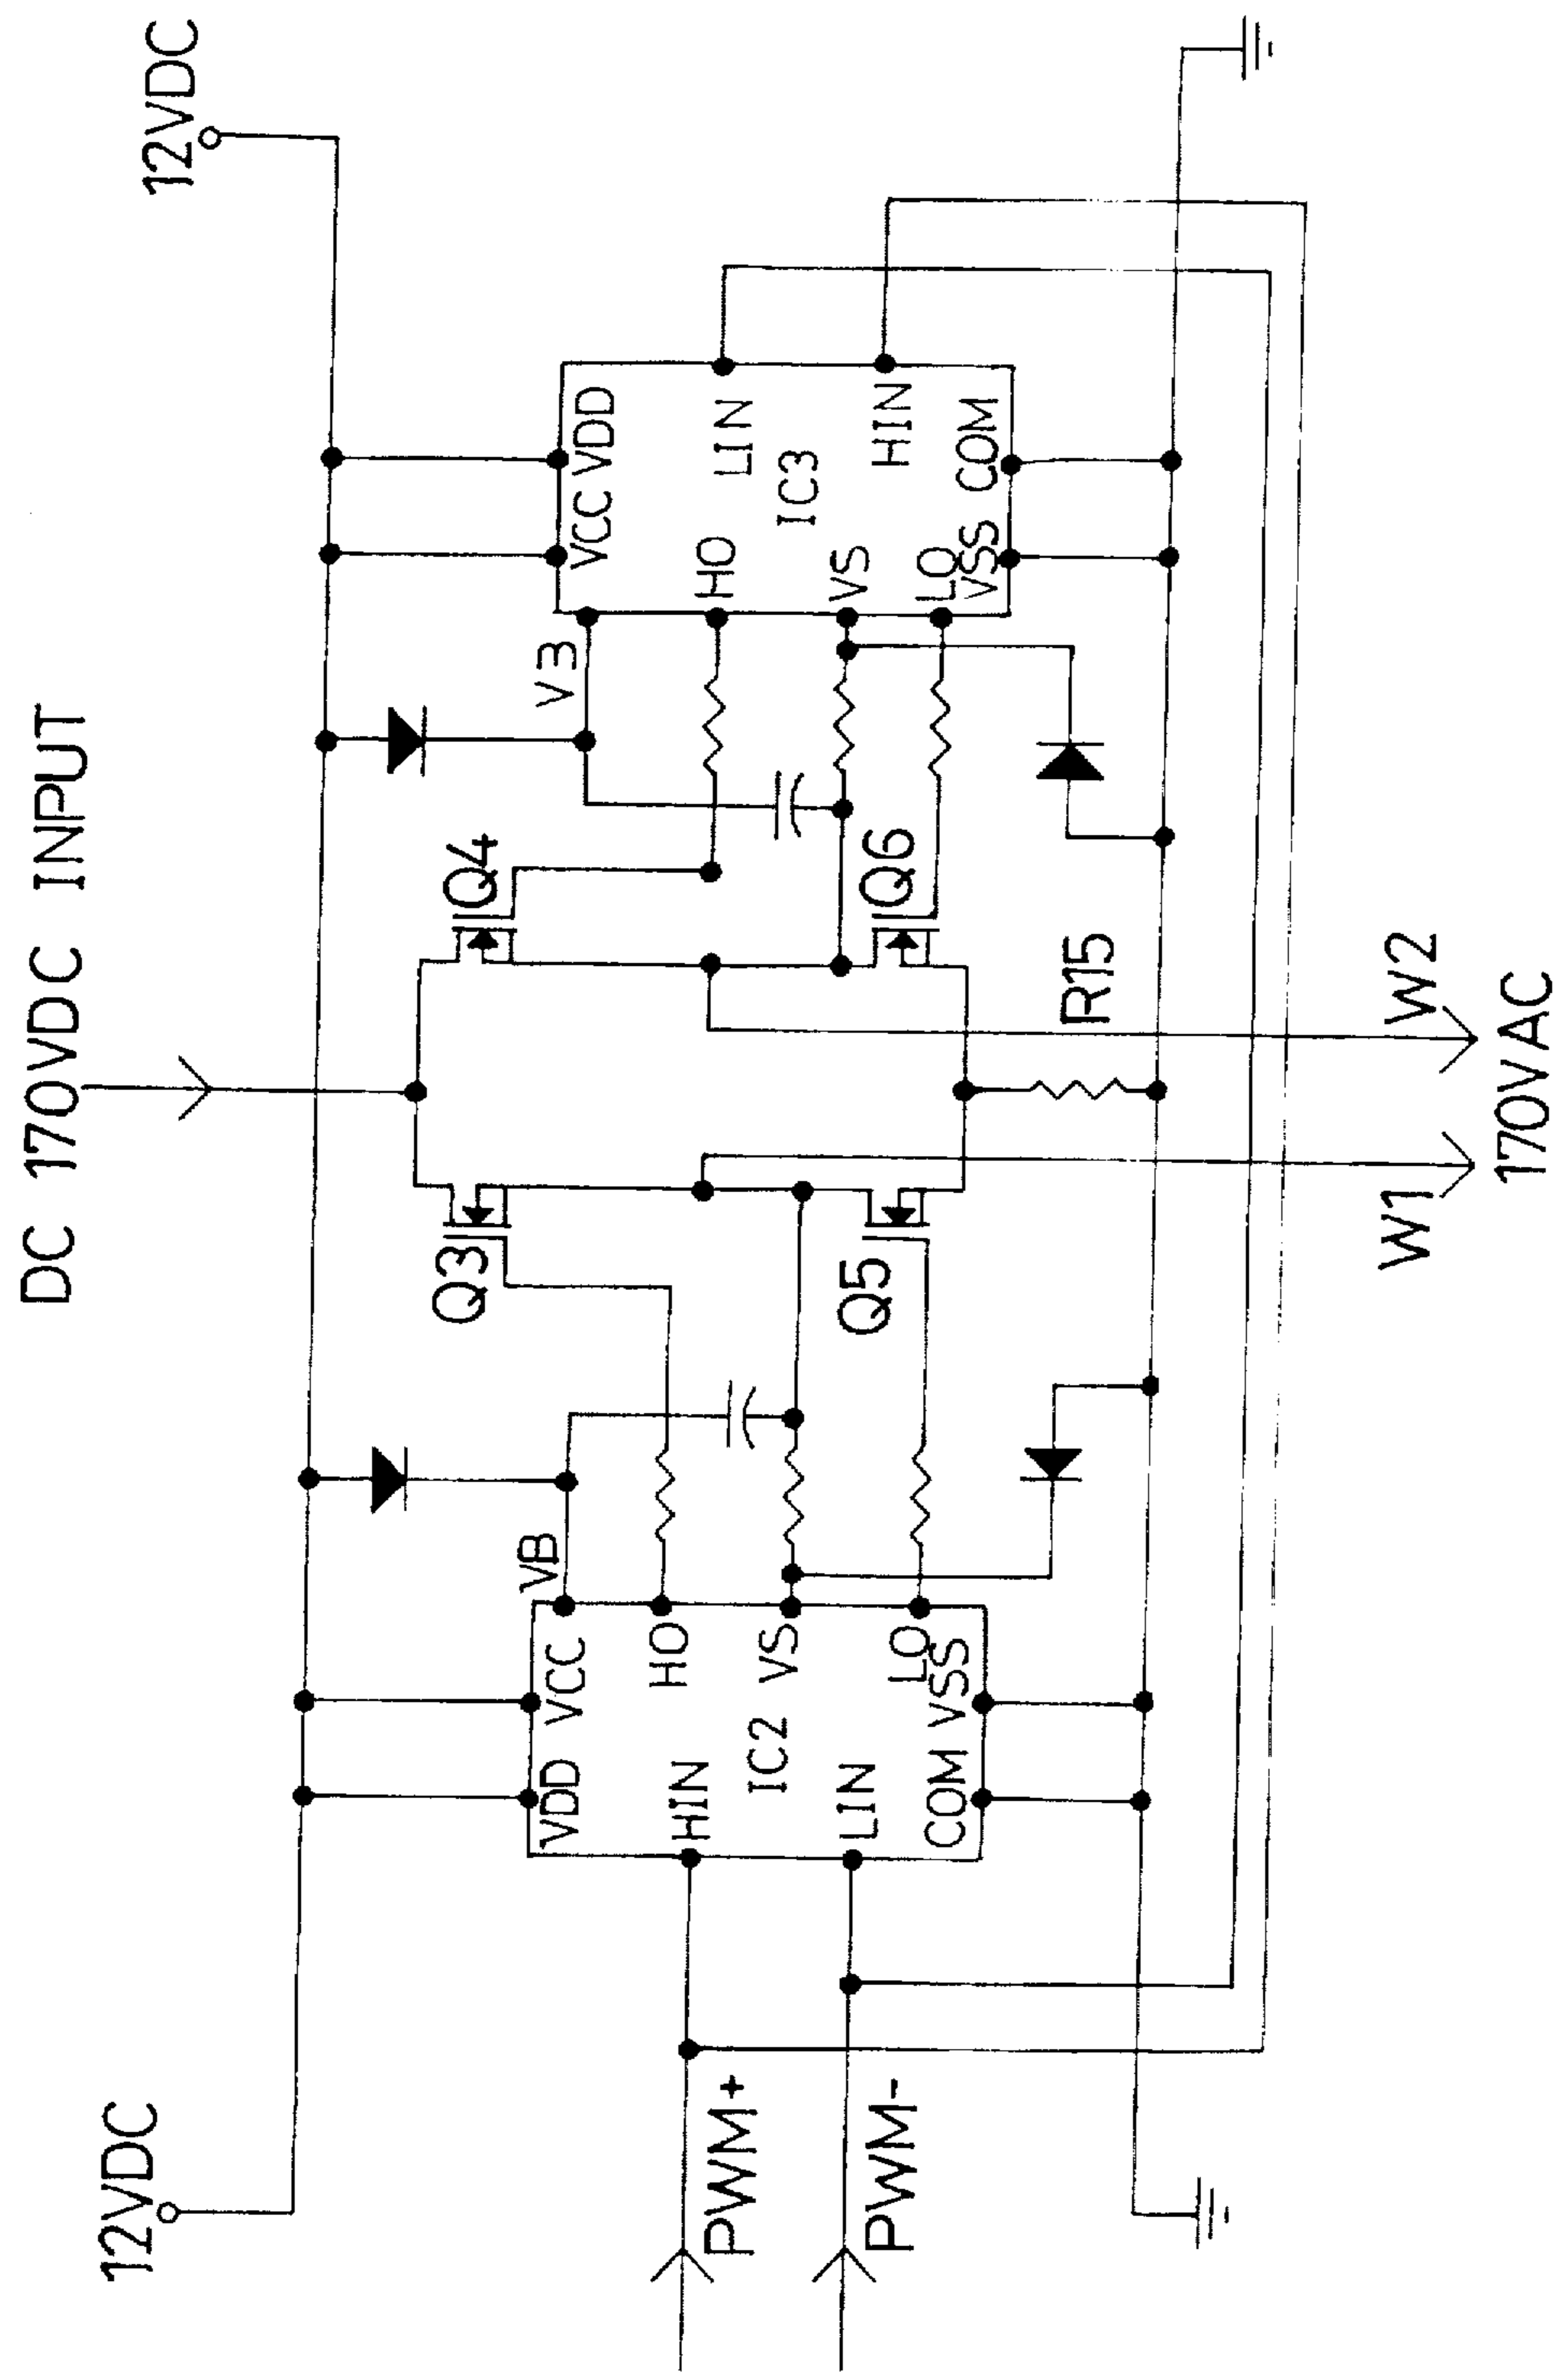 DC 170VDC INPUT
12VDC
12VDC
Q3
Q4
VB
V3
VDD VCC
VCC VDD
HO
HO
HIN
LIN
IC2
IC3
VS
VS
LIN
HIN
LO
LO
COM VSS
VSS COM
Q5
Q6
PWM+
PWM-
R15
W1
W2
170VAC